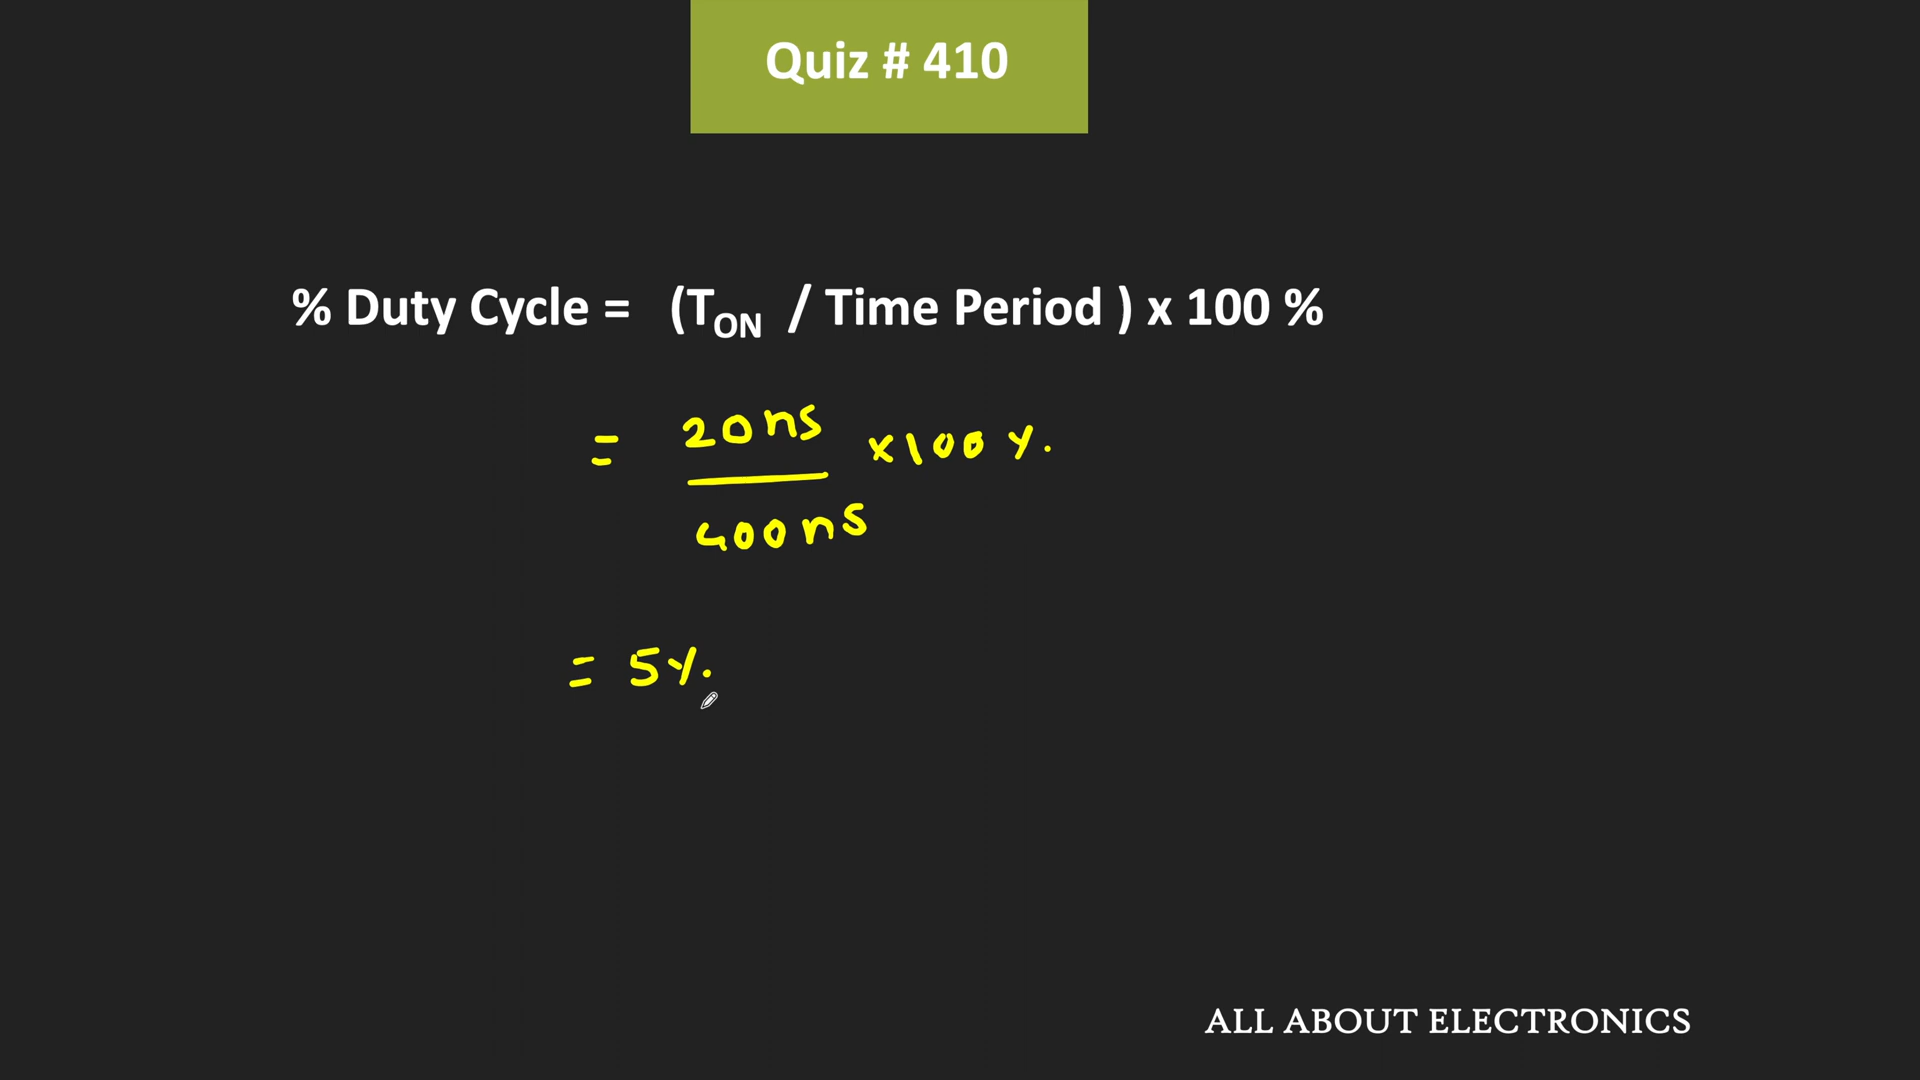 Quiz # 410
% Duty Cycle = (TON / Time Period ) x 100 %
= 20ns / 400ns x100 %
= 5%
ALL ABOUT ELECTRONICS